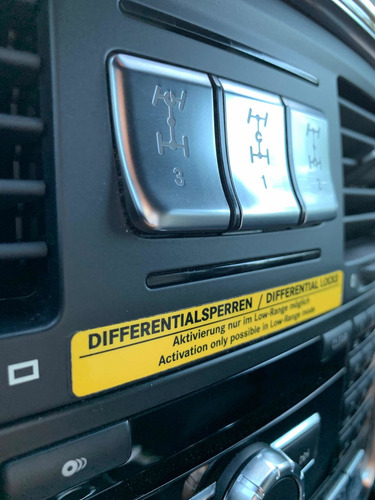 3 1 2
DIFFERENTIALSPERREN / DIFFERENTIAL LOCKS
Aktivierung nur im Low-Range möglich
Activation only possible in Low-Range mode